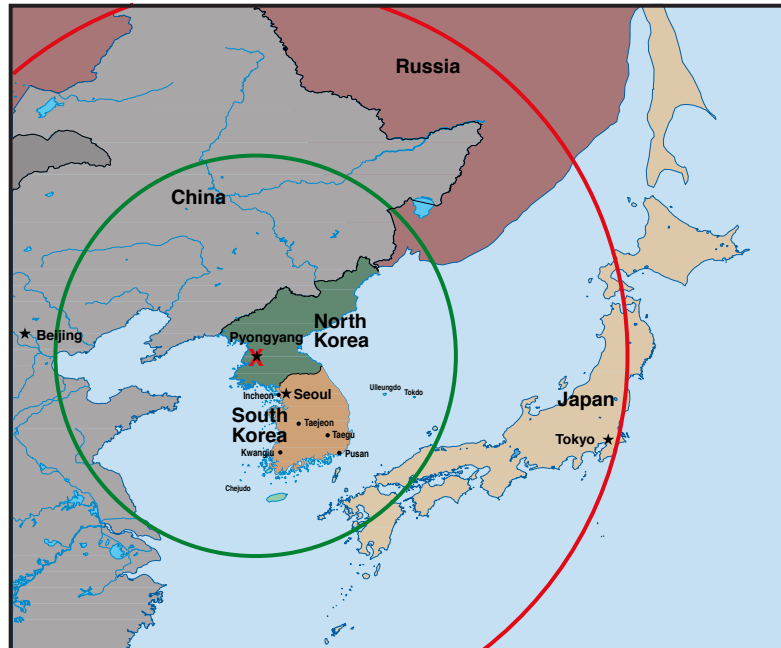 Russia
China
North
Korea
Beijing
Pyongyang
X
Ulleungdo
Tokdo
Incheon
Seoul
Japan
South
Korea
Taejeon
Taegu
Tokyo
Kwangju
Pusan
Chejudo